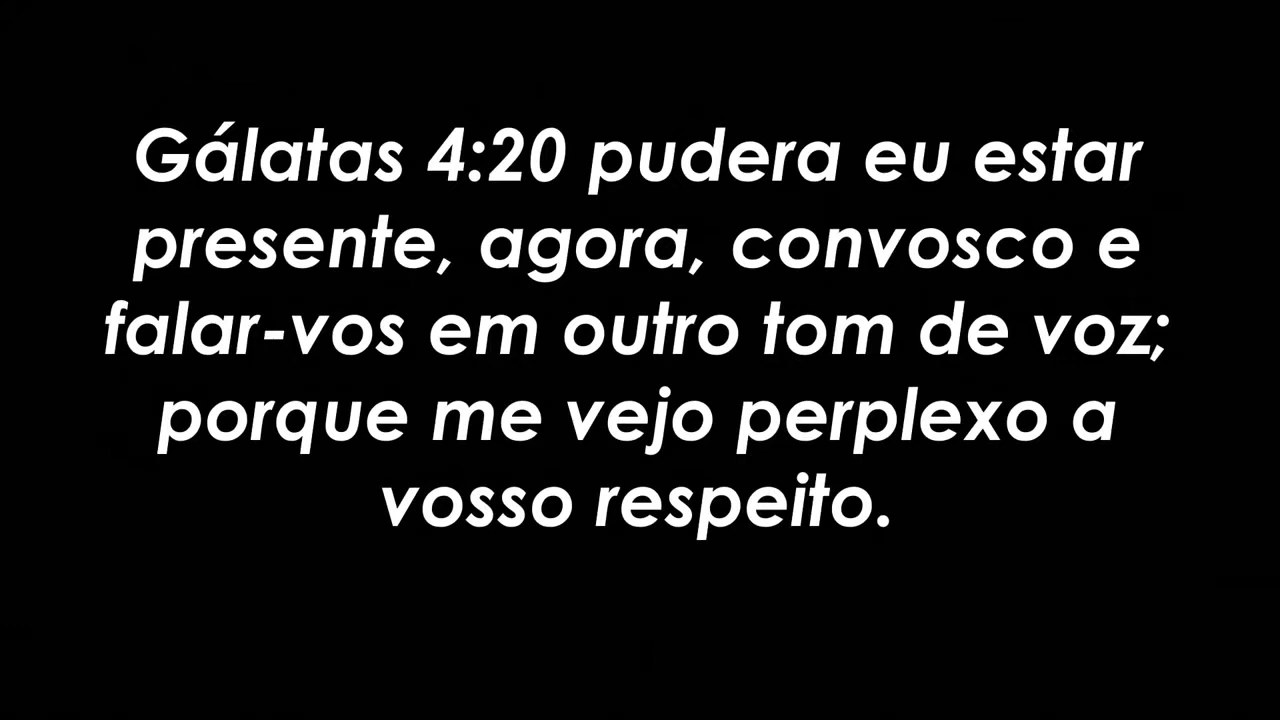 Gálatas 4:20 pudera eu estar
presente, agora, convosco e
falar-vos em outro tom de voz;
porque me vejo perplexo a
vosso respeito.